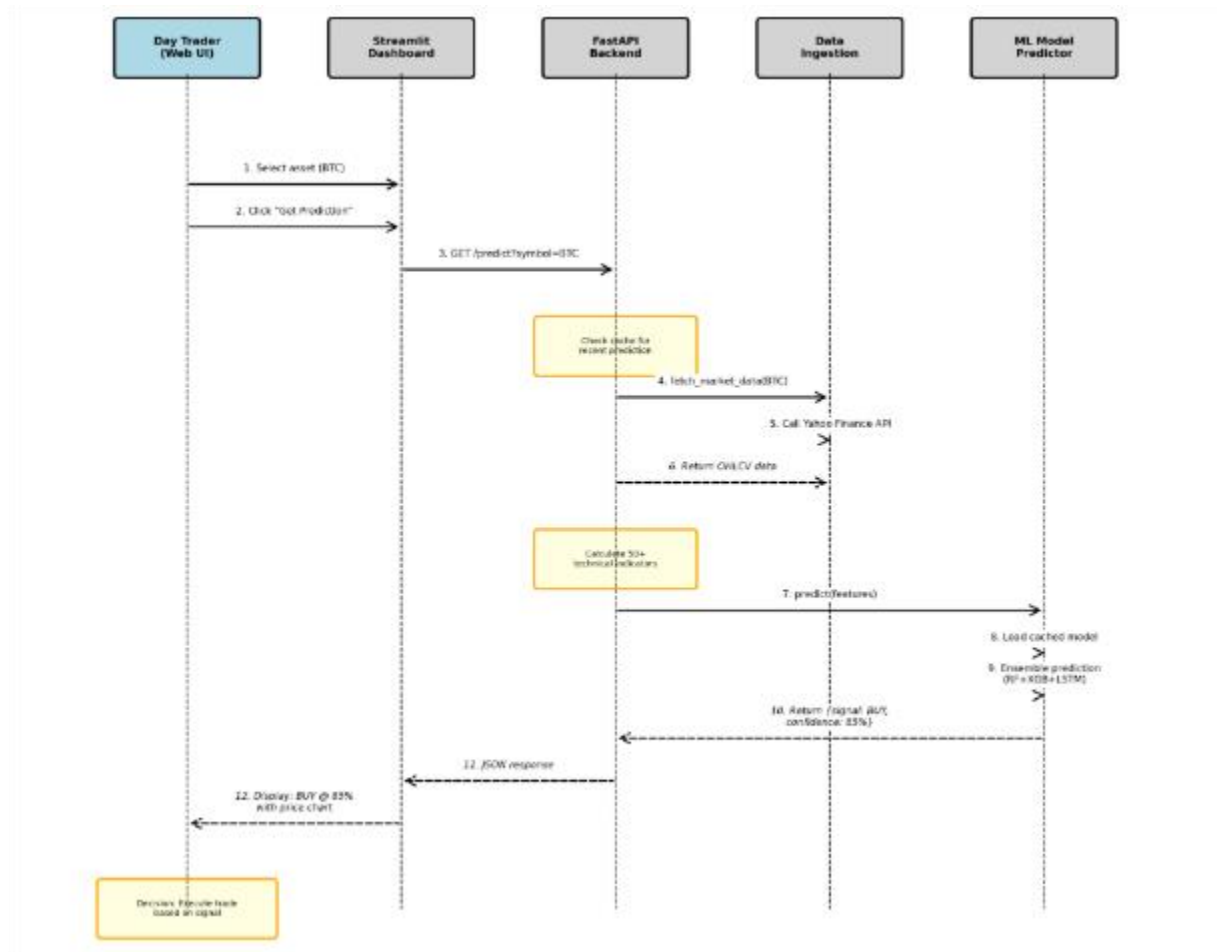 Day Trader
(Web UI)
Streamlit
Dashboard
FastAPI
Backend
Data
Ingestion
ML Model
Predictor
1. Select asset (BTC)
2. Click "Get Prediction"
3. GET /predict?symbol=BTC
Check cache for
recent prediction
4. fetch_market_data(BTC)
5. Call Yahoo Finance API
6. Return OHLCV data
Calculate 50+
technical indicators
7. predict(features)
8. Load cached model
9. Ensemble prediction
(RF+XGB+LSTM)
10. Return {signal: BUY,
confidence: 85%}
11. JSON response
12. Display: BUY @ 85%
with price chart
Decision: Execute trade
based on signal